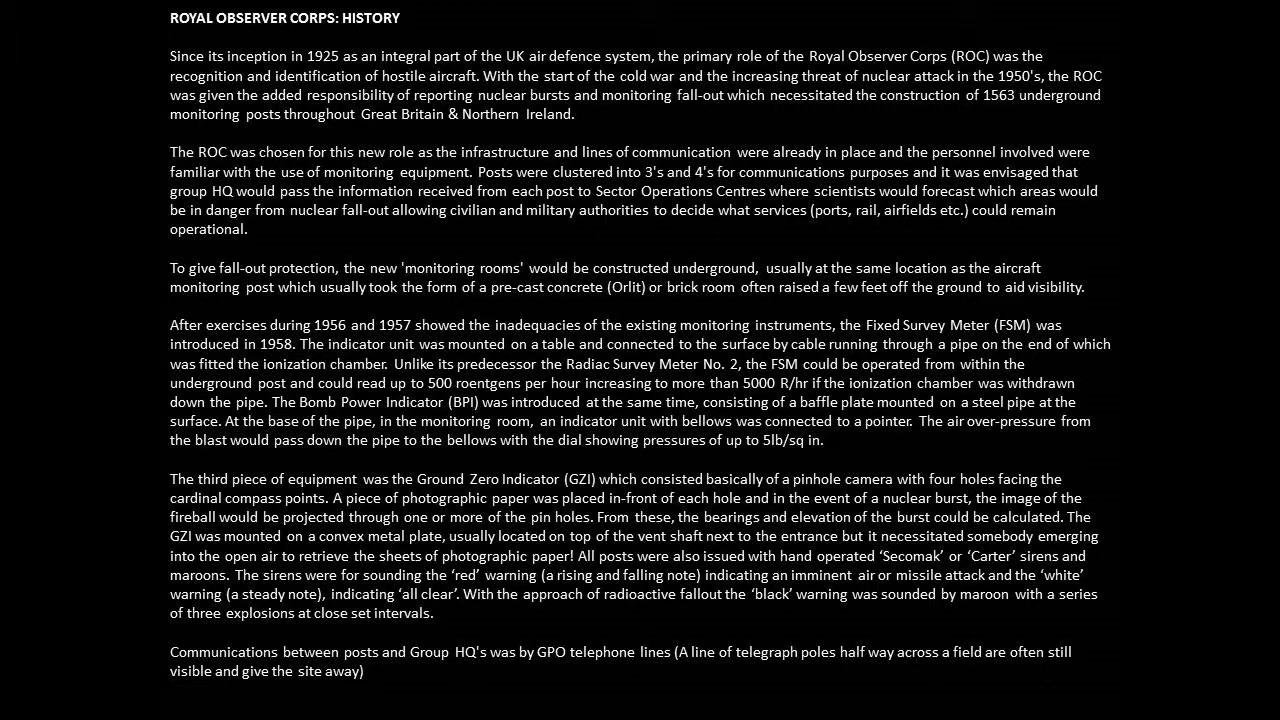 ROYAL OBSERVER CORPS: HISTORY
Since its inception in 1925 as an integral part of the UK air defence system, the primary role of the Royal Observer Corps (ROC) was the
recognition and identification of hostile aircraft. With the start of the cold war and the increasing threat of nuclear attack in the 1950's, the ROC
was given the added responsibility of reporting nuclear bursts and monitoring fall-out which necessitated the construction of 1563 underground
monitoring posts throughout Great Britain & Northern Ireland.
The ROC was chosen for this new role as the infrastructure and lines of communication were already in place and the personnel involved were
familiar with the use of monitoring equipment. Posts were clustered into 3's and 4's for communications purposes and it was envisaged that
group HQ would pass the information received from each post to Sector Operations Centres where scientists would forecast which areas would
be in danger from nuclear fall-out allowing civilian and military authorities to decide what services (ports, rail, airfields etc.) could remain
operational.
To give fall-out protection, the new 'monitoring rooms' would be constructed underground, usually at the same location as the aircraft
monitoring post which usually took the form of a pre-cast concrete (Orlit) or brick room often raised a few feet off the ground to aid visibility.
After exercises during 1956 and 1957 showed the inadequacies of the existing monitoring instruments, the Fixed Survey Meter (FSM) was
introduced in 1958. The indicator unit was mounted on a table and connected to the surface by cable running through a pipe on the end of which
was fitted the ionization chamber. Unlike its predecessor the Radiac Survey Meter No. 2, the FSM could be operated from within the
underground post and could read up to 500 roentgens per hour increasing to more than 5000 R/hr if the ionization chamber was withdrawn
down the pipe. The Bomb Power Indicator (BPI) was introduced at the same time, consisting of a baffle plate mounted on a steel pipe at the
surface. At the base of the pipe, in the monitoring room, an indicator unit with bellows was connected to a pointer. The air over-pressure from
the blast would pass down the pipe to the bellows with the dial showing pressures of up to 5lb/sq in.
The third piece of equipment was the Ground Zero Indicator (GZI) which consisted basically of a pinhole camera with four holes facing the
cardinal compass points. A piece of photographic paper was placed in-front of each hole and in the event of a nuclear burst, the image of the
fireball would be projected through one or more of the pin holes. From these, the bearings and elevation of the burst could be calculated. The
GZI was mounted on a convex metal plate, usually located on top of the vent shaft next to the entrance but it necessitated somebody emerging
into the open air to retrieve the sheets of photographic paper! All posts were also issued with hand operated ‘Secomak’ or ‘Carter’ sirens and
maroons. The sirens were for sounding the ‘red’ warning (a rising and falling note) indicating an imminent air or missile attack and the ‘white’
warning (a steady note), indicating ‘all clear’. With the approach of radioactive fallout the ‘black’ warning was sounded by maroon with a series
of three explosions at close set intervals.
Communications between posts and Group HQ's was by GPO telephone lines (A line of telegraph poles half way across a field are often still
visible and give the site away)